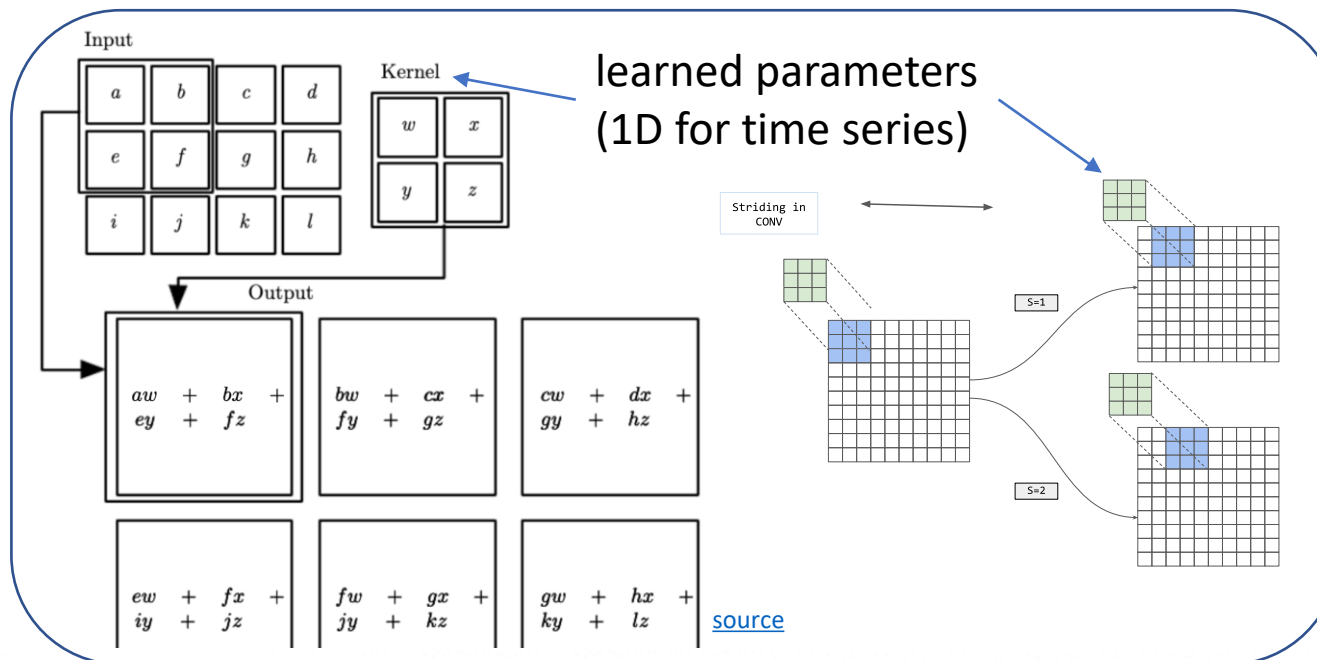 Input
a b c d
e f g h
i j k l
Kernel
w x
y z
learned parameters
(1D for time series)
Striding in
CONV
S=1
S=2
Output
aw + bx +
ey + fz
bw + cx +
fy + gz
cw + dx +
gy + hz
ew + fx +
iy + jz
fw + gx +
jy + kz
gw + hx +
ky + lz
source